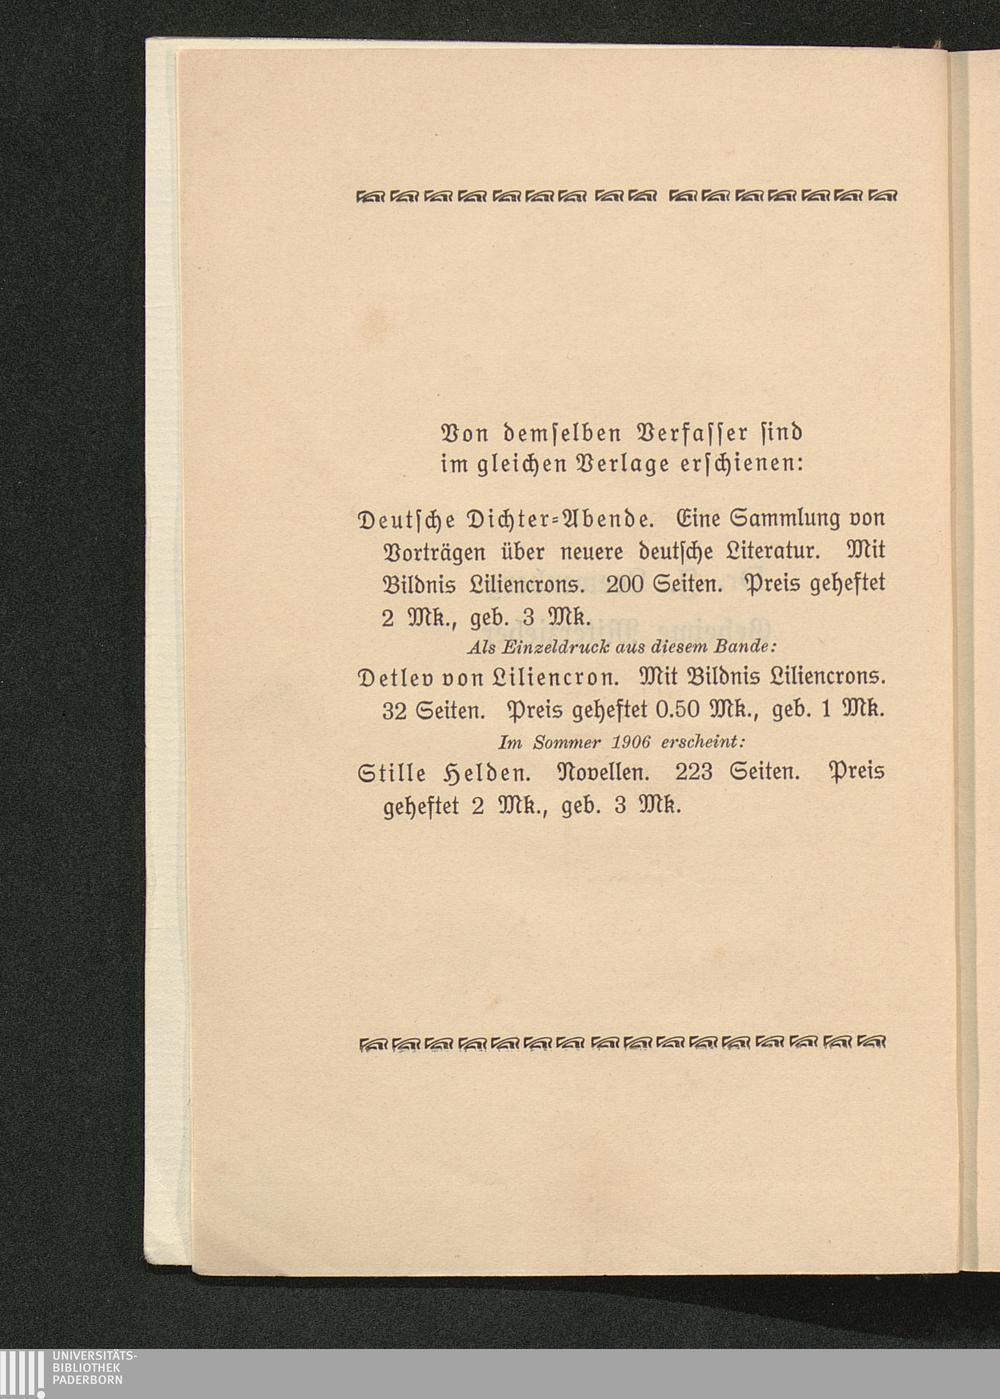 Von demselben Verfasser sind
im gleichen Verlage erschienen:
Deutsche Dichter-Abende. Eine Sammlung von
Vorträgen über neuere deutsche Literatur. Mit
Bildnis Liliencrons. 200 Seiten. Preis geheftet
2 Mk., geb. 3 Mk.
Als Einzeldruck aus diesem Bande:
Detlev von Liliencron. Mit Bildnis Liliencrons.
32 Seiten. Preis geheftet 0.50 Mk., geb. 1 Mk.
Im Sommer 1906 erscheint:
Stille Helden. Novellen. 223 Seiten. Preis
geheftet 2 Mk., geb. 3 Mk.
UNIVERSITÄTS-
BIBLIOTHEK
PADERBORN